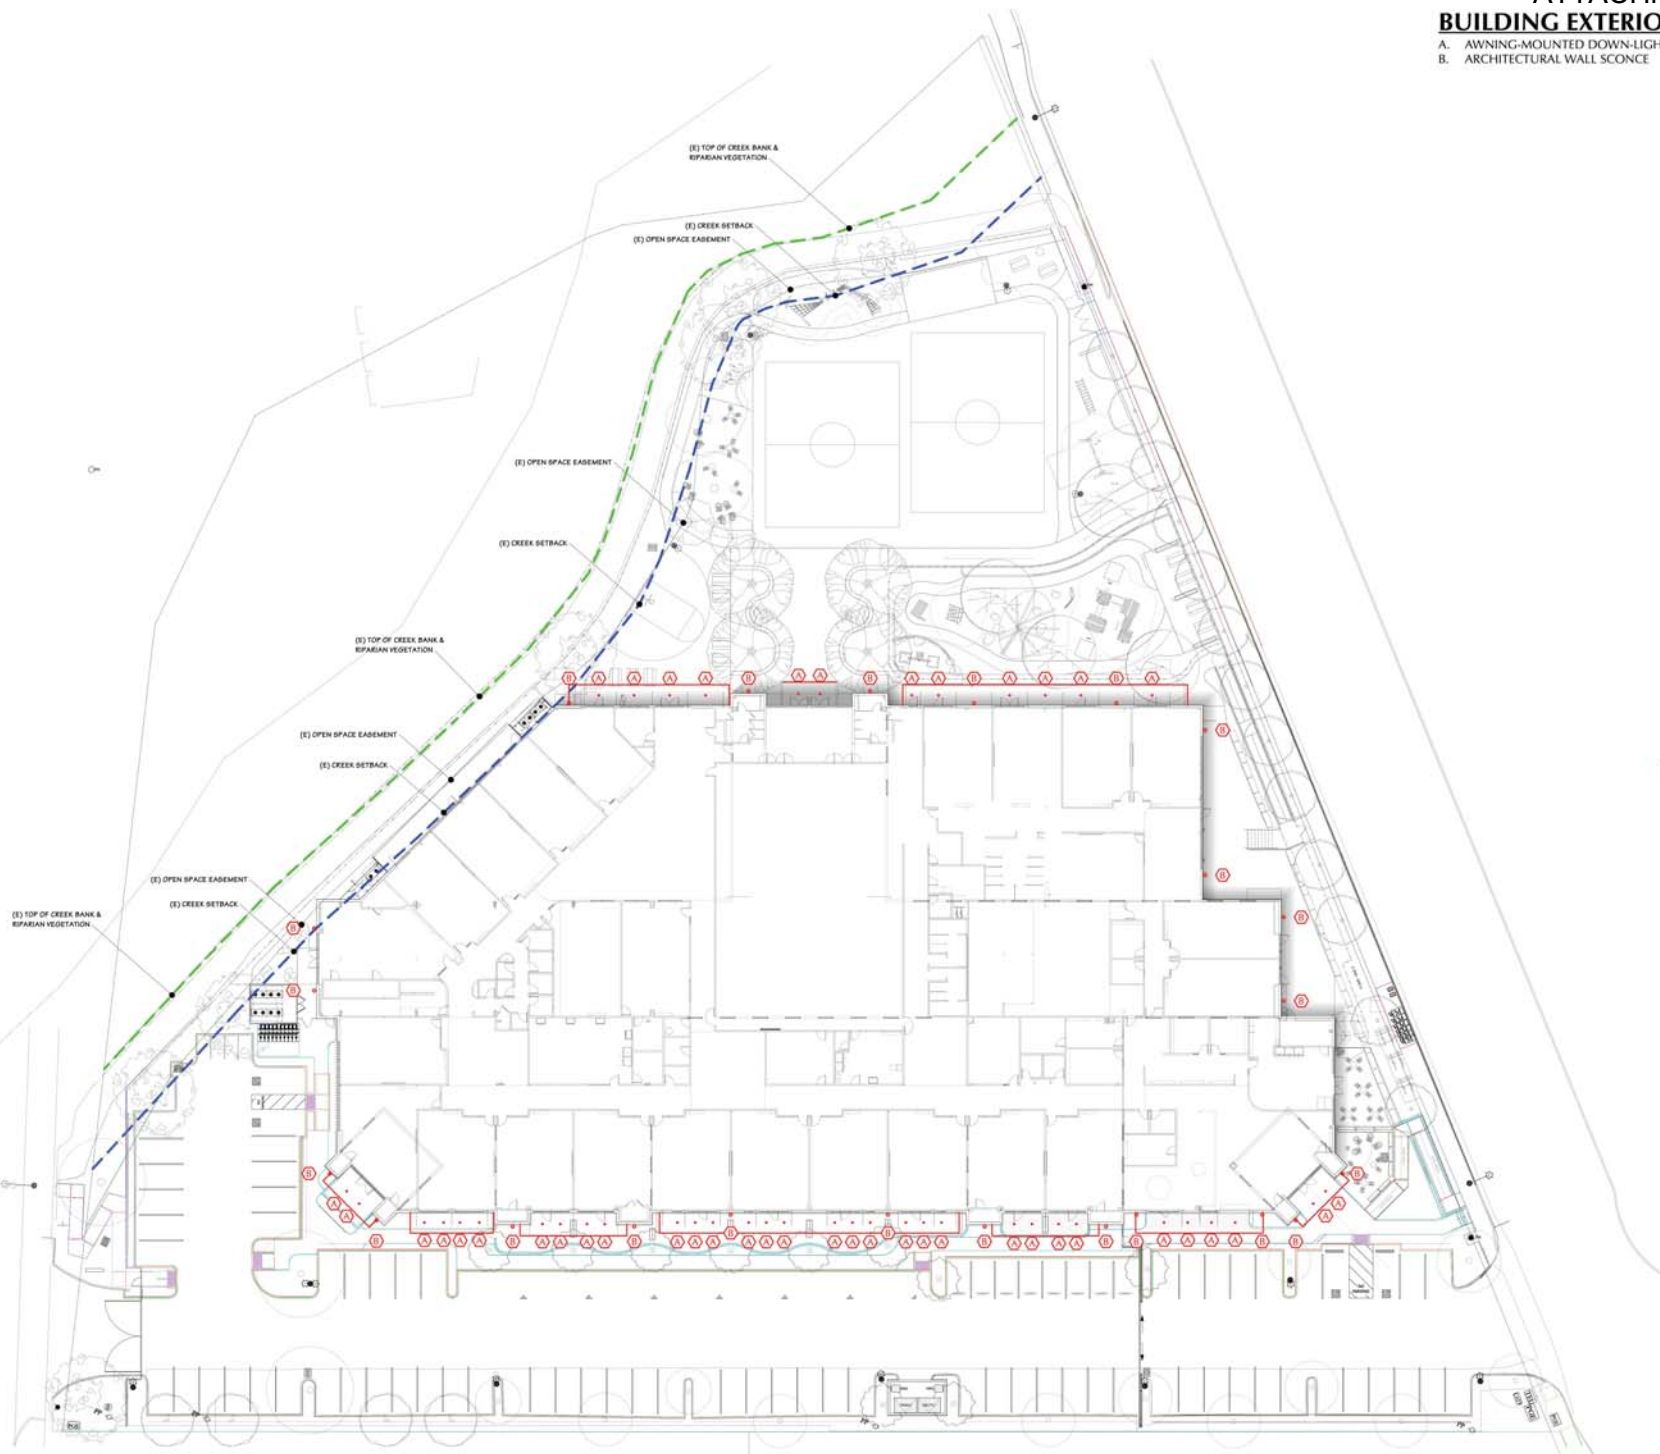 BUILDING EXTERIO
A. AWNING-MOUNTED DOWN-LIGH
B. ARCHITECTURAL WALL SCONCE
(E) TOP OF CREEK BANK &
RIPARIAN VEGETATION
(E) CREEK SETBACK
(E) OPEN SPACE EASEMENT
(E) OPEN SPACE EASEMENT
(E) CREEK SETBACK
(E) TOP OF CREEK BANK &
RIPARIAN VEGETATION
(E) OPEN SPACE EASEMENT
(E) CREEK SETBACK
(E) OPEN SPACE EASEMENT
(E) CREEK SETBACK
(E) TOP OF CREEK BANK &
RIPARIAN VEGETATION
B A A A A B A A B A A B A A A B A
B
B
B
B
B
B
B
A
A
B
A
A
B A A A A B A A A A B A A A B A A A A A A B A A A B A A A A B B A A A A B B